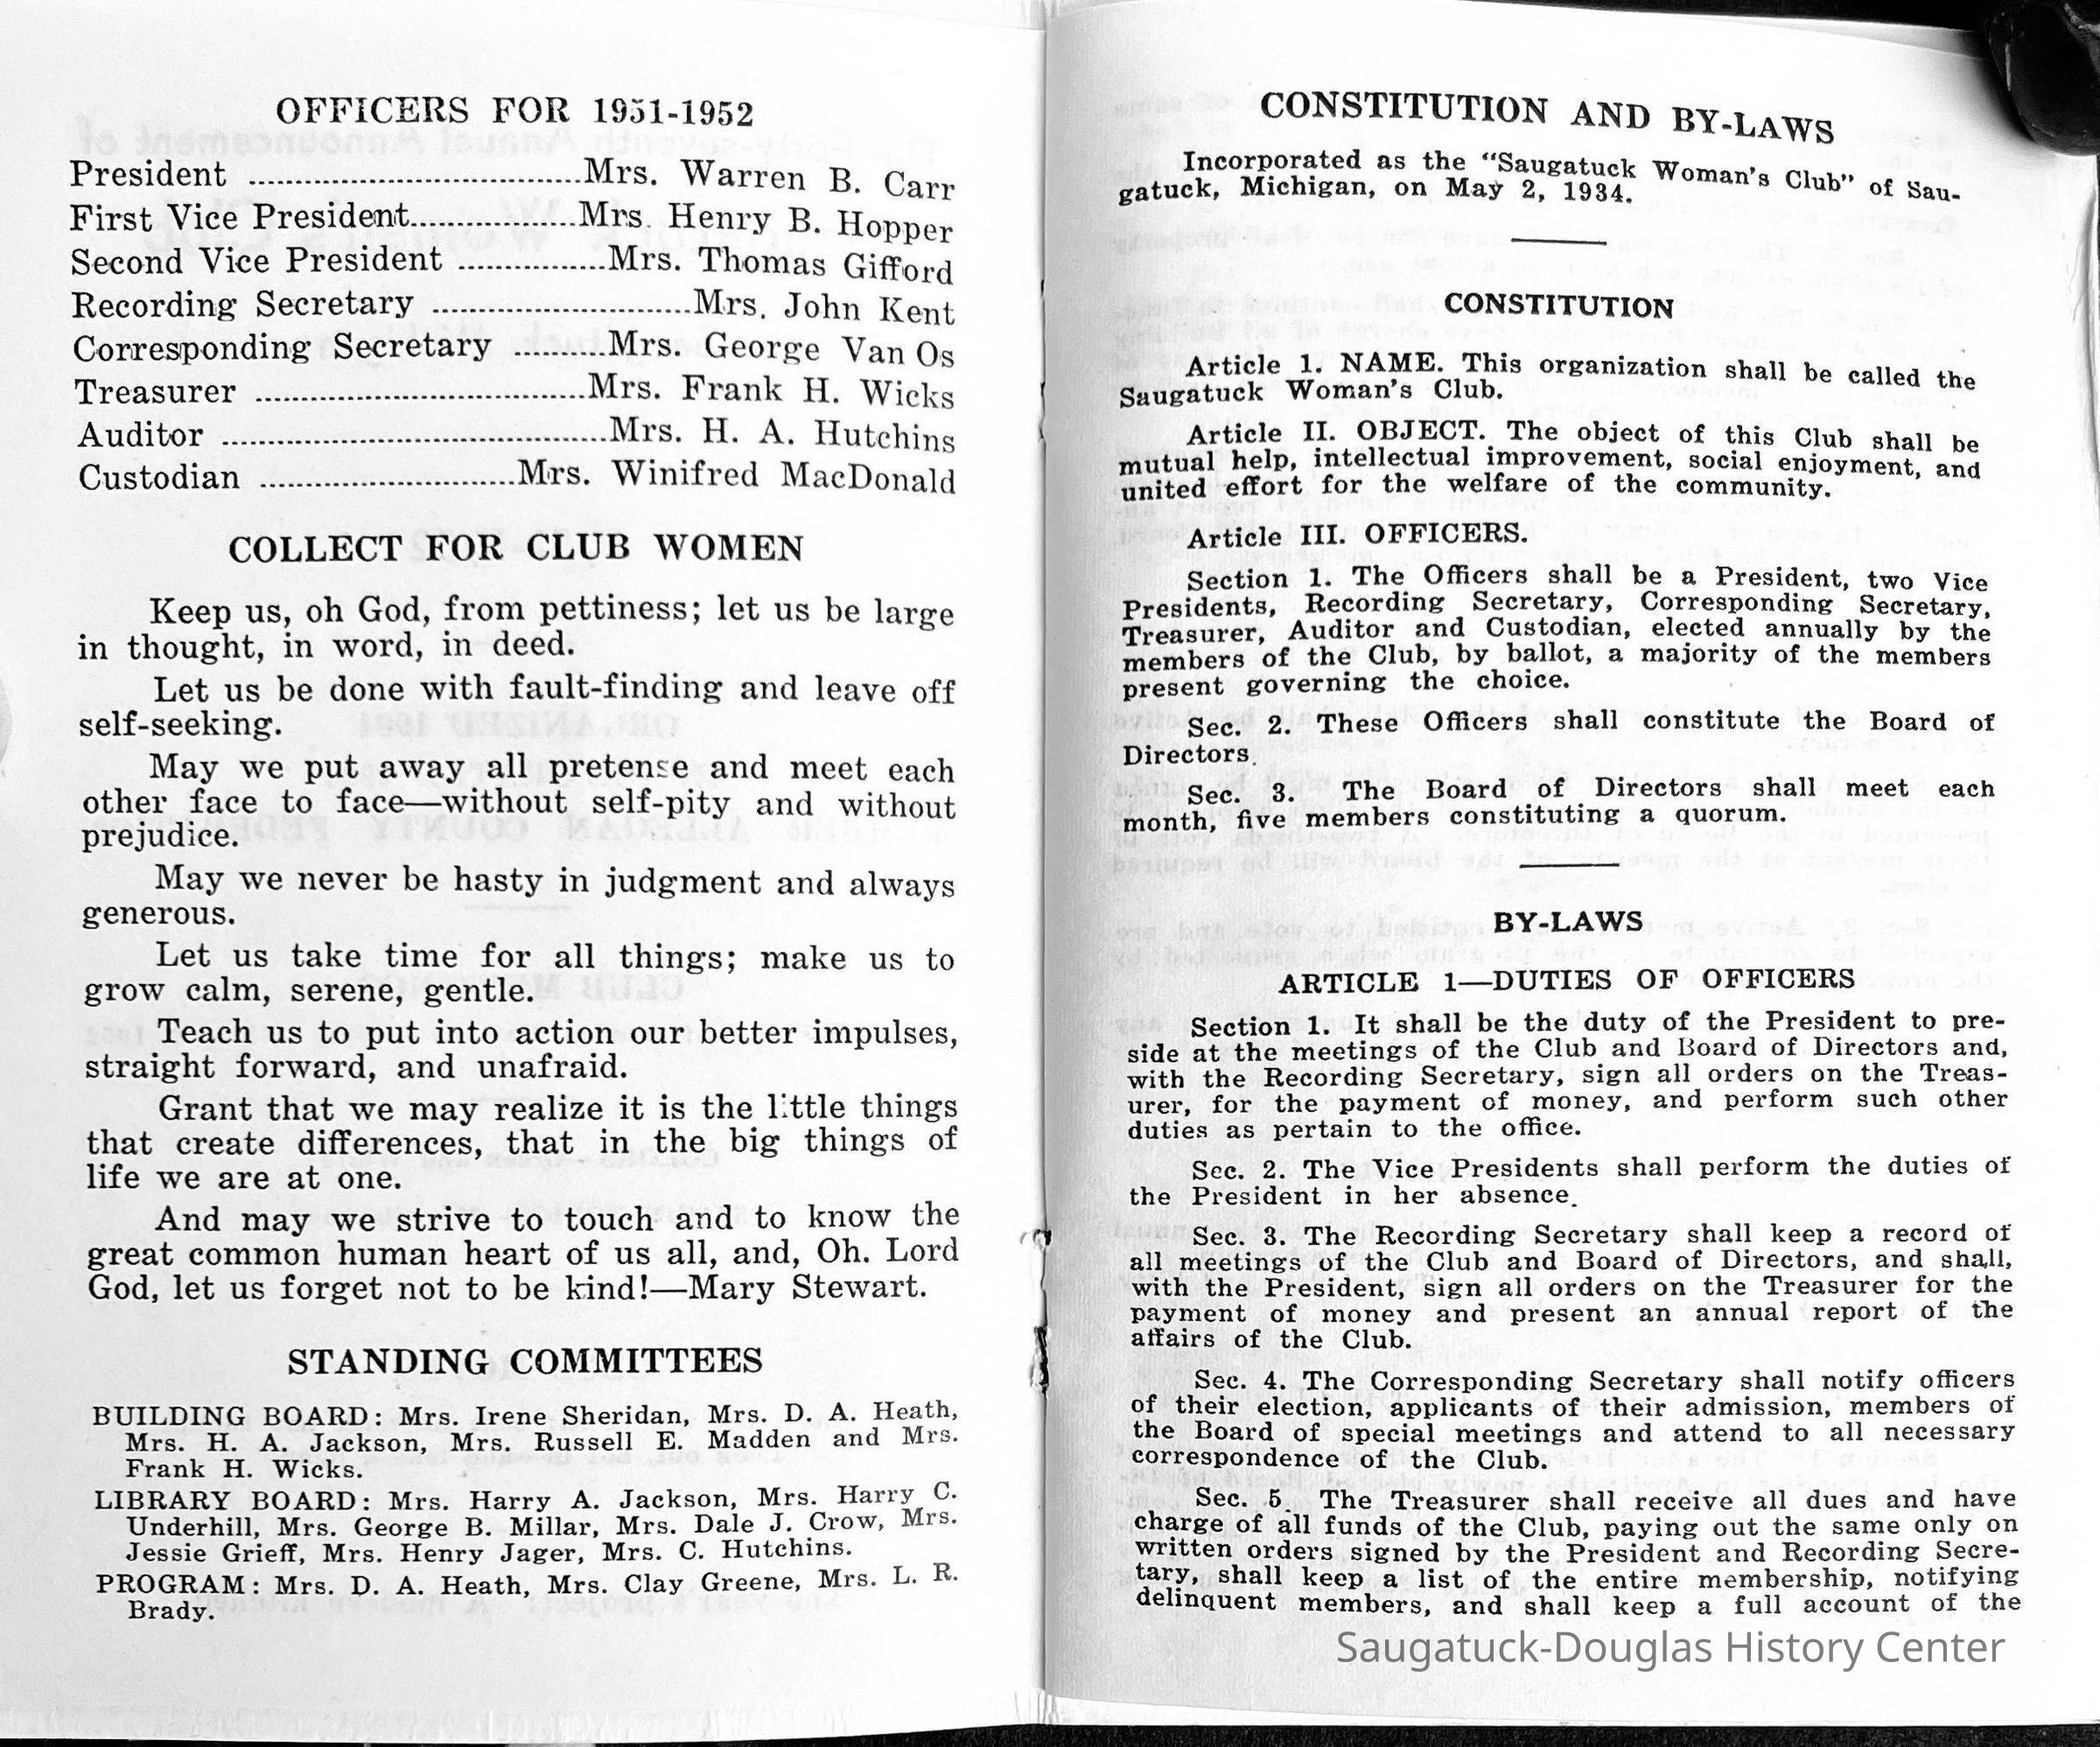 OFFICERS FOR 1951-1952
President ........................Mrs. Warren B. Carr
First Vice President............Mrs. Henry B. Hopper
Second Vice President ...............Mrs. Thomas Gifford
Recording Secretary ..........................Mrs. John Kent
Corresponding Secretary ..........Mrs. George Van Os
Treasurer .................................Mrs. Frank H. Wicks
Auditor .......................................Mrs. H. A. Hutchins
Custodian ..........................Mrs. Winifred MacDonald
COLLECT FOR CLUB WOMEN
Keep us, oh God, from pettiness; let us be large
in thought, in word, in deed.
Let us be done with fault-finding and leave off
self-seeking.
May we put away all pretense and meet each
other face to face—without self-pity and without
prejudice.
May we never be hasty in judgment and always
generous.
Let us take time for all things; make us to
grow calm, serene, gentle.
Teach us to put into action our better impulses,
straight forward, and unafraid.
Grant that we may realize it is the little things
that create differences, that in the big things of
life we are at one.
And may we strive to touch and to know the
great common human heart of us all, and, Oh. Lord
God, let us forget not to be kind!—Mary Stewart.
STANDING COMMITTEES
BUILDING BOARD: Mrs. Irene Sheridan, Mrs. D. A. Heath,
Mrs. H. A. Jackson, Mrs. Russell E. Madden and Mrs.
Frank H. Wicks.
LIBRARY BOARD: Mrs. Harry A. Jackson, Mrs. Harry C.
Underhill, Mrs. George B. Millar, Mrs. Dale J. Crow, Mrs.
Jessie Grieff, Mrs. Henry Jager, Mrs. C. Hutchins.
PROGRAM: Mrs. D. A. Heath, Mrs. Clay Greene, Mrs. L. R.
Brady.
CONSTITUTION AND BY-LAWS
Incorporated as the "Saugatuck Woman's Club" of Sau-
gatuck, Michigan, on May 2, 1934.
CONSTITUTION
Article 1. NAME. This organization shall be called the
Saugatuck Woman's Club.
Article II. OBJECT. The object of this Club shall be
mutual help, intellectual improvement, social enjoyment, and
united effort for the welfare of the community.
Article III. OFFICERS.
Section 1. The Officers shall be a President, two Vice
Presidents, Recording Secretary, Corresponding Secretary,
Treasurer, Auditor and Custodian, elected annually by the
members of the Club, by ballot, a majority of the members
present governing the choice.
Sec. 2. These Officers shall constitute the Board of
Directors.
Sec. 3. The Board of Directors shall meet each
month, five members constituting a quorum.
BY-LAWS
ARTICLE 1—DUTIES OF OFFICERS
Section 1. It shall be the duty of the President to pre-
side at the meetings of the Club and Board of Directors and,
with the Recording Secretary, sign all orders on the Treas-
urer, for the payment of money, and perform such other
duties as pertain to the office.
Sec. 2. The Vice Presidents shall perform the duties of
the President in her absence.
Sec. 3. The Recording Secretary shall keep a record of
all meetings of the Club and Board of Directors, and shall,
with the President, sign all orders on the Treasurer for the
payment of money and present an annual report of the
affairs of the Club.
Sec. 4. The Corresponding Secretary shall notify officers
of their election, applicants of their admission, members of
the Board of special meetings and attend to all necessary
correspondence of the Club.
Sec. 5. The Treasurer shall receive all dues and have
charge of all funds of the Club, paying out the same only on
written orders signed by the President and Recording Secre-
tary, shall keep a list of the entire membership, notifying
delinquent members, and shall keep a full account of the
Saugatuck-Douglas History Center